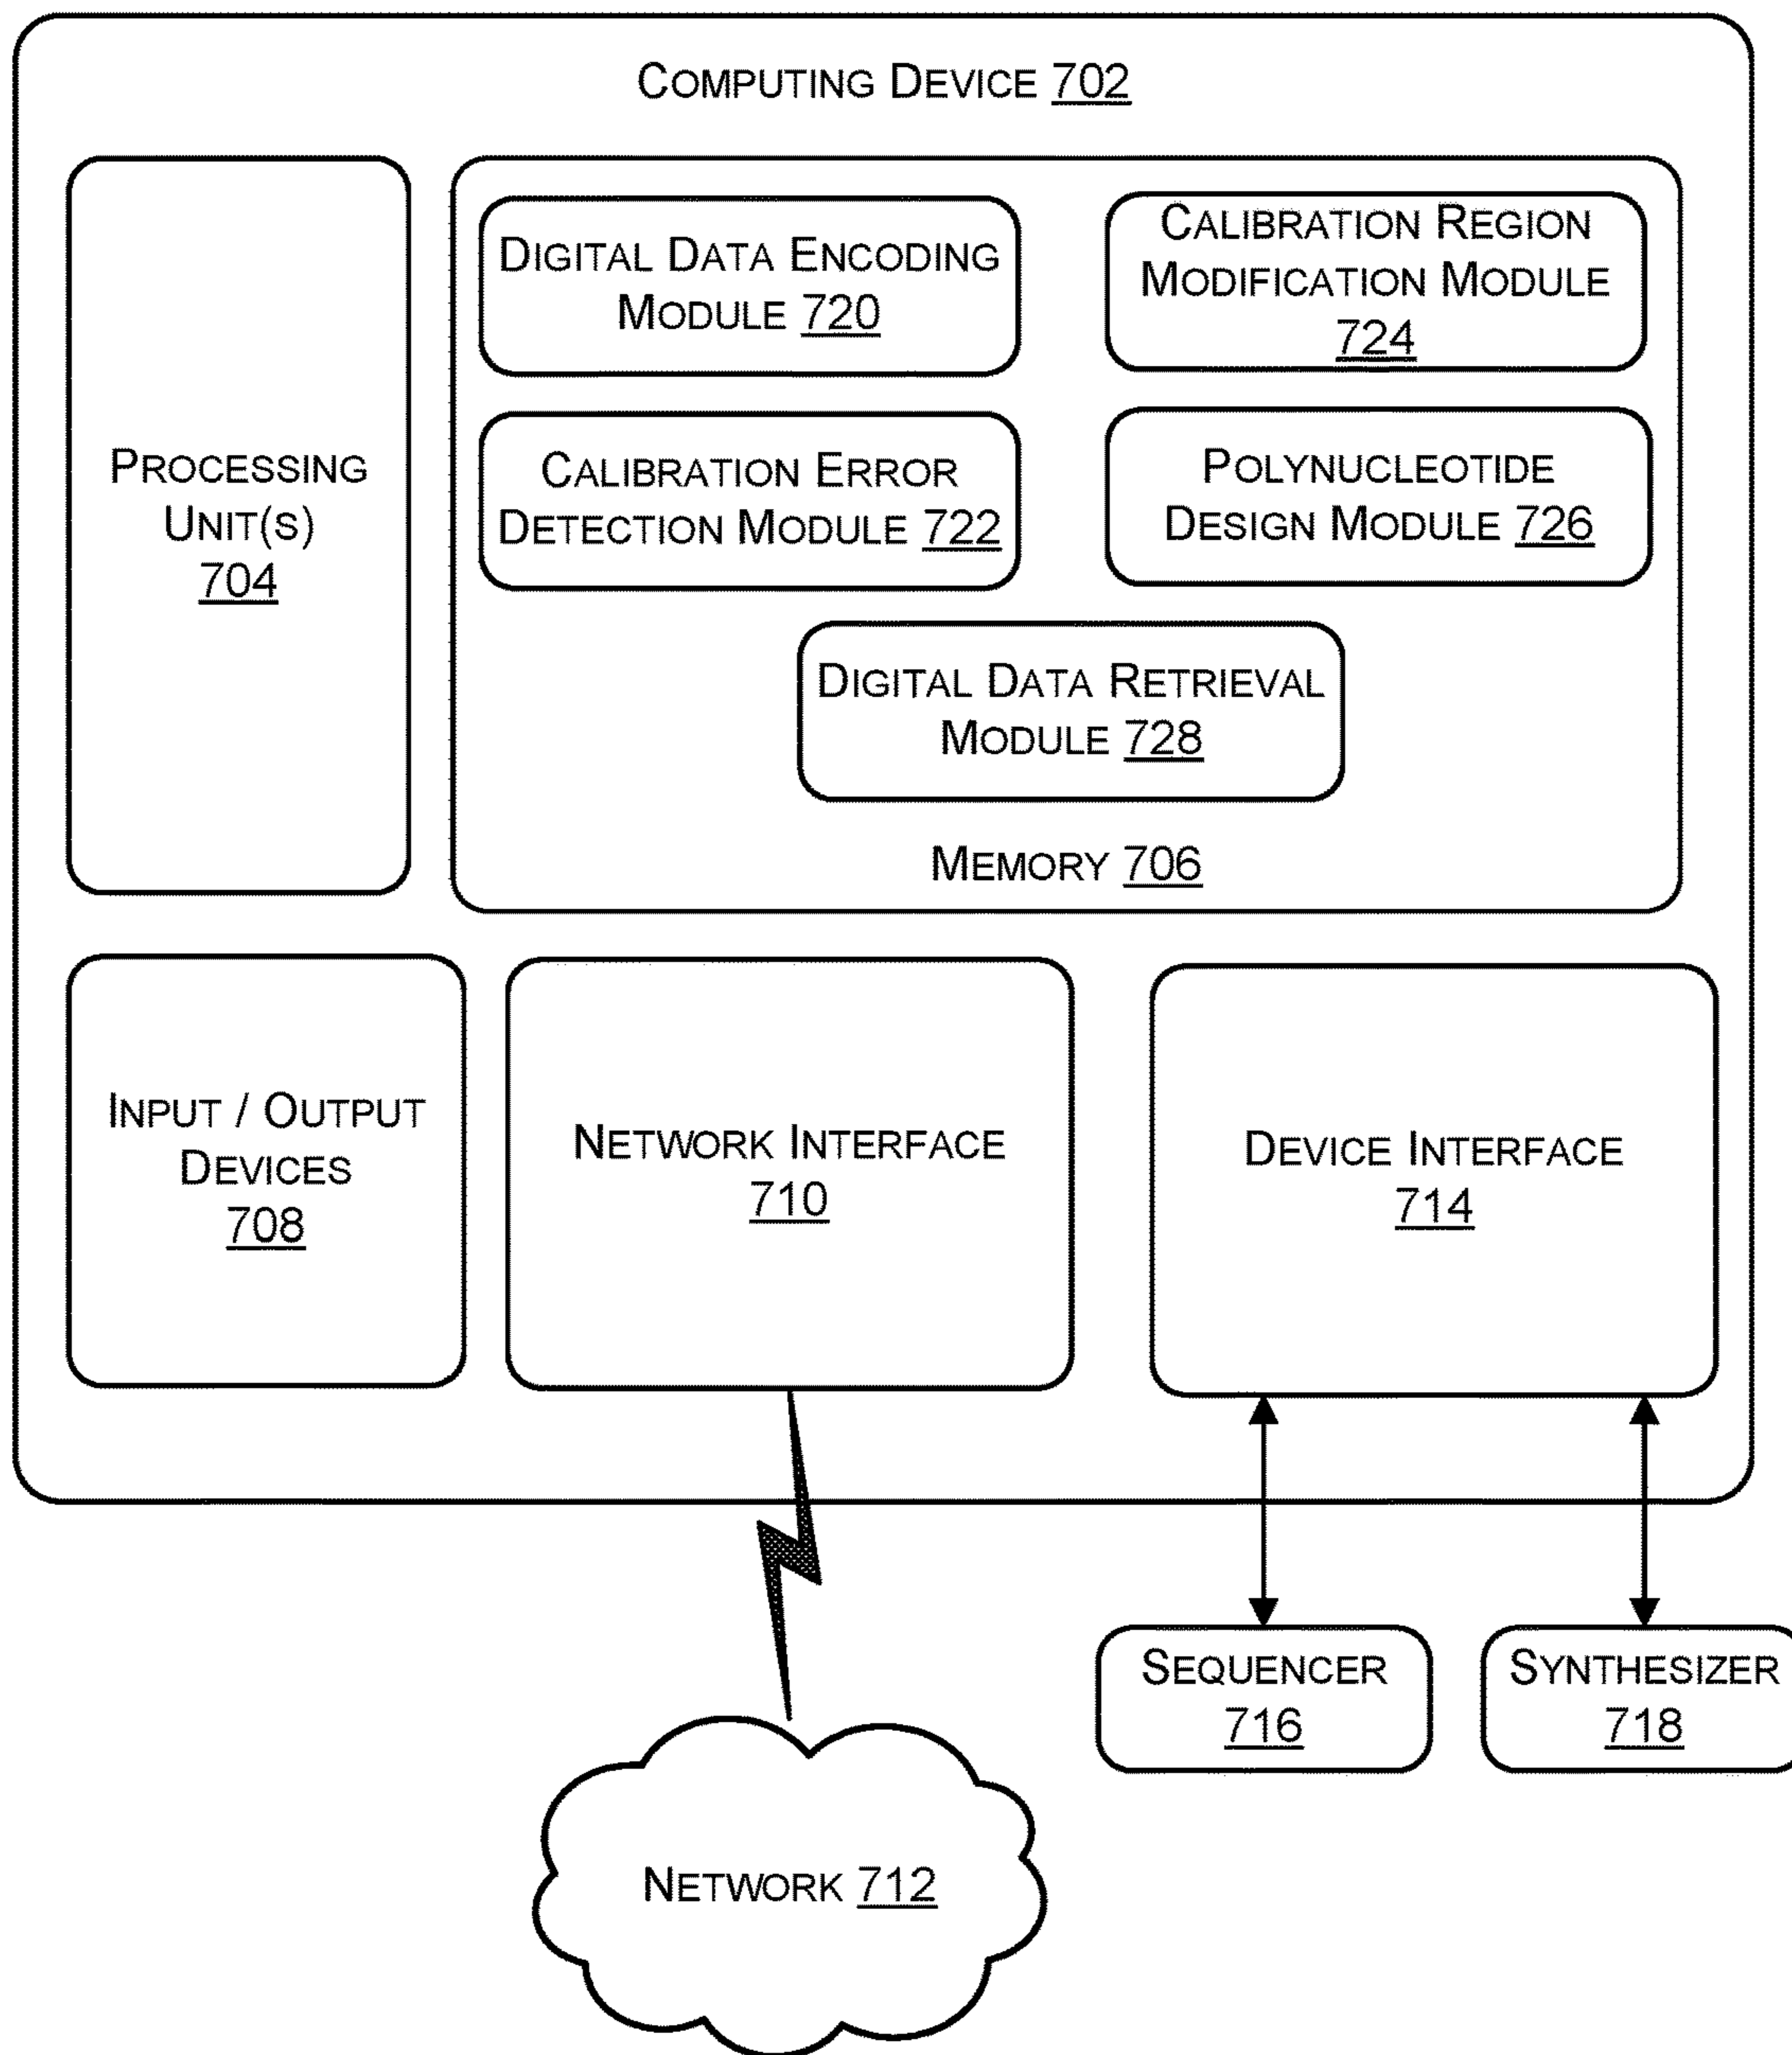 COMPUTING DEVICE 702
PROCESSING
UNIT(S)
704
DIGITAL DATA ENCODING
MODULE 720
CALIBRATION REGION
MODIFICATION MODULE
724
CALIBRATION ERROR
DETECTION MODULE 722
POLYNUCLEOTIDE
DESIGN MODULE 726
DIGITAL DATA RETRIEVAL
MODULE 728
MEMORY 706
INPUT / OUTPUT
DEVICES
708
NETWORK INTERFACE
710
DEVICE INTERFACE
714
SEQUENCER
716
SYNTHESIZER
718
NETWORK 712